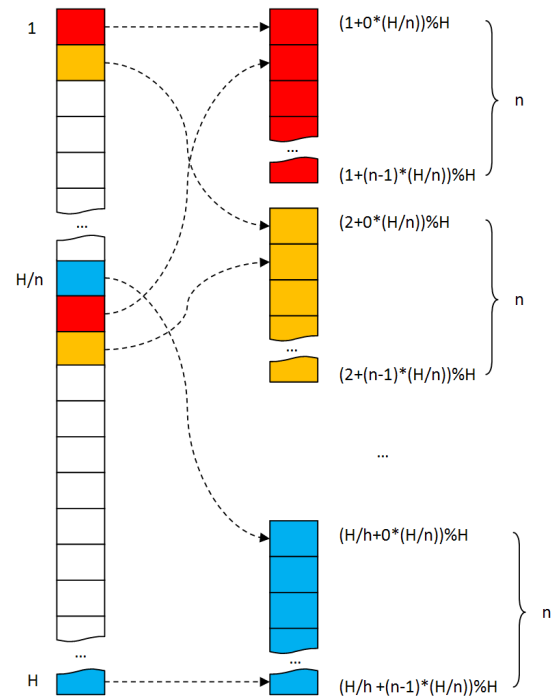 1
(1+0*(H/n))%H
n
...
(1+(n-1)*(H/n))%H
...
(2+0*(H/n))%H
H/n
n
...
(2+(n-1)*(H/n))%H
...
(H/h+0*(H/n))%H
n
...
...
H
(H/h +(n-1)*(H/n))%H